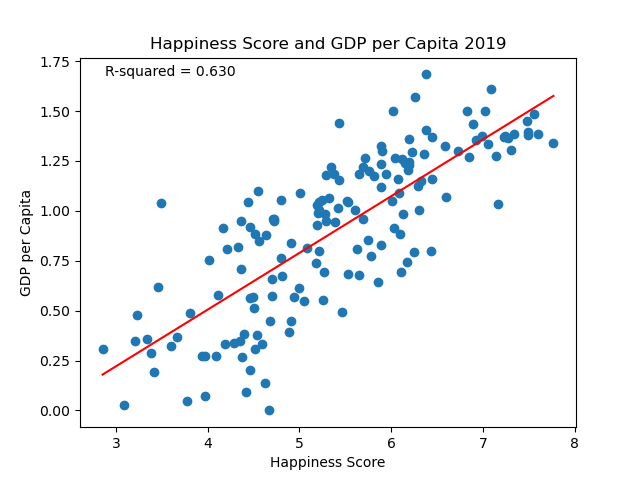 Happiness Score and GDP per Capita 2019
R-squared = 0.630
GDP per Capita
1.75
1.50
1.25
1.00
0.75
0.50
0.25
0.00
3 4 5 6 7 8
Happiness Score